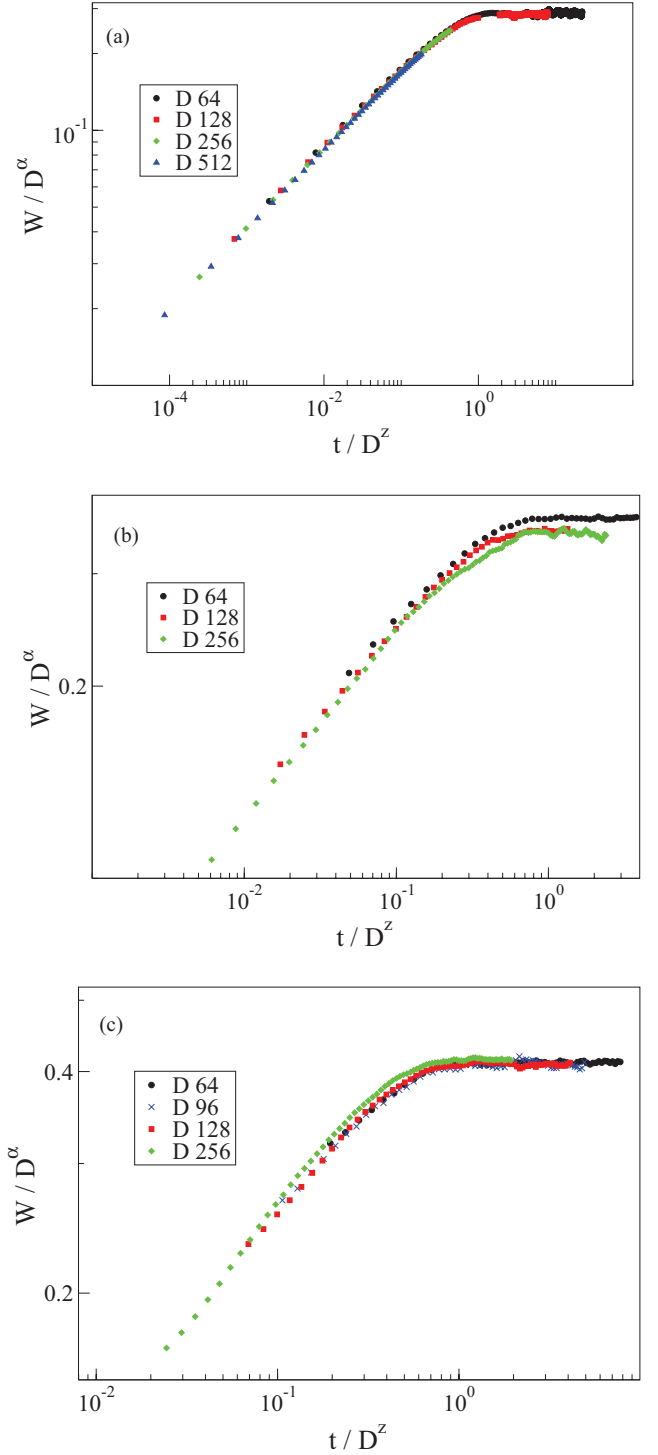 (a)
D 64
D 128
D 256
D 512
10^-1
W / D^α
10^-4
10^-2
10^0
t / D^z
(b)
D 64
D 128
D 256
0.2
W / D^α
10^-2
10^-1
10^0
t / D^z
(c)
0.4
D 64
D 96
D 128
D 256
W / D^α
0.2
10^-2
10^-1
10^0
t / D^z